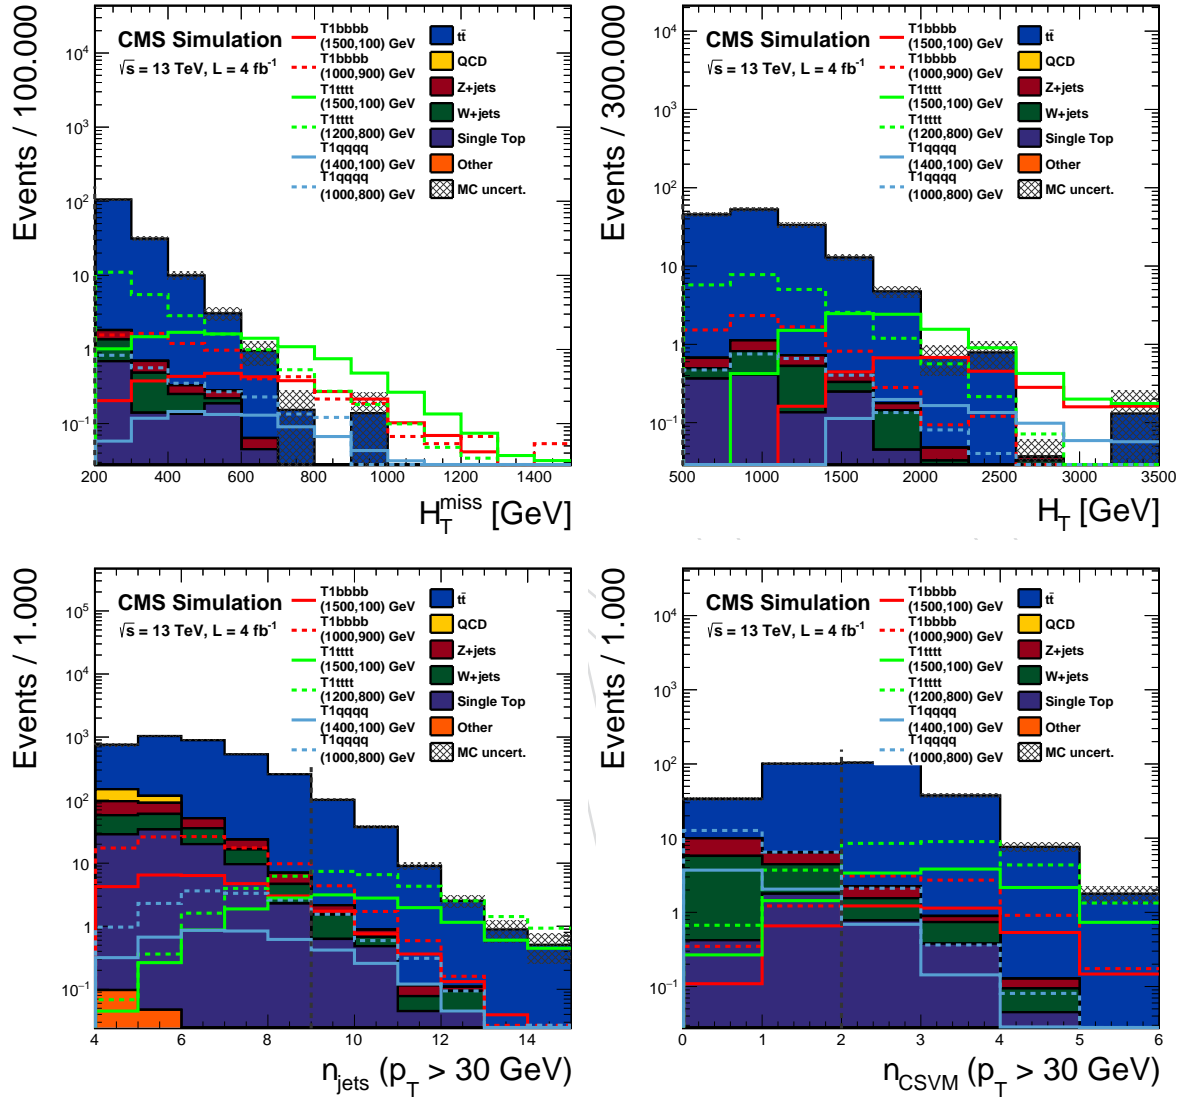 Events / 100.000
CMS Simulation
√s = 13 TeV, L = 4 fb⁻¹
T1bbbb
(1500,100) GeV
T1bbbb
(1000,900) GeV
T1tttt
(1500,100) GeV
T1tttt
(1200,800) GeV
T1qqqq
(1400,100) GeV
T1qqqq
(1000,800) GeV
tt̄
QCD
Z+jets
W+jets
Single Top
Other
MC uncert.
10⁴
10³
10²
10
1
10⁻¹
200 400 600 800 1000 1200 1400
H_T^miss [GeV]
Events / 300.000
CMS Simulation
√s = 13 TeV, L = 4 fb⁻¹
T1bbbb
(1500,100) GeV
T1bbbb
(1000,900) GeV
T1tttt
(1500,100) GeV
T1tttt
(1200,800) GeV
T1qqqq
(1400,100) GeV
T1qqqq
(1000,800) GeV
tt̄
QCD
Z+jets
W+jets
Single Top
Other
MC uncert.
10⁴
10³
10²
10
1
10⁻¹
500 1000 1500 2000 2500 3000 3500
H_T [GeV]
Events / 1.000
CMS Simulation
√s = 13 TeV, L = 4 fb⁻¹
T1bbbb
(1500,100) GeV
T1bbbb
(1000,900) GeV
T1tttt
(1500,100) GeV
T1tttt
(1200,800) GeV
T1qqqq
(1400,100) GeV
T1qqqq
(1000,800) GeV
tt̄
QCD
Z+jets
W+jets
Single Top
Other
MC uncert.
10⁵
10⁴
10³
10²
10
1
10⁻¹
4 6 8 10 12 14
n_jets (p_T > 30 GeV)
Events / 1.000
CMS Simulation
√s = 13 TeV, L = 4 fb⁻¹
T1bbbb
(1500,100) GeV
T1bbbb
(1000,900) GeV
T1tttt
(1500,100) GeV
T1tttt
(1200,800) GeV
T1qqqq
(1400,100) GeV
T1qqqq
(1000,800) GeV
tt̄
QCD
Z+jets
W+jets
Single Top
Other
MC uncert.
10⁴
10³
10²
10
1
10⁻¹
0 1 2 3 4 5 6
n_CSVM (p_T > 30 GeV)